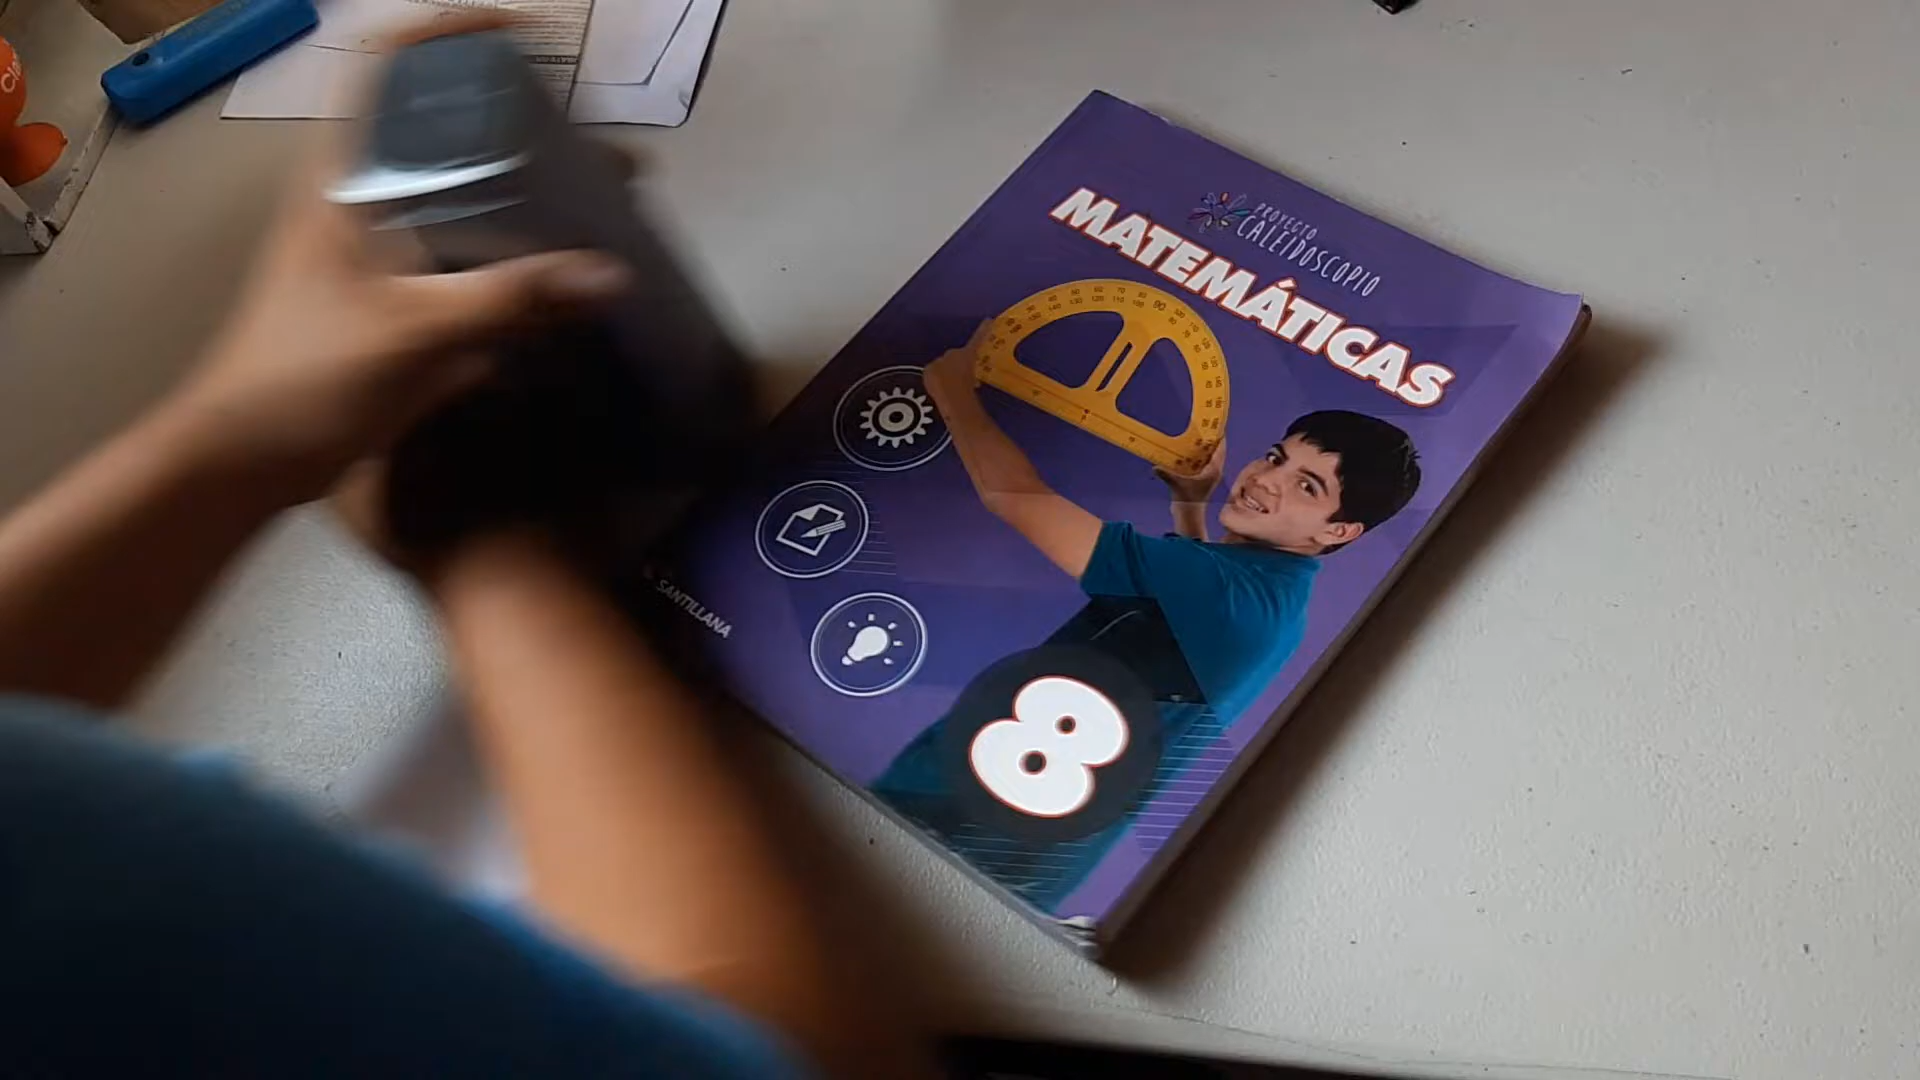 PROYECTO
CALEIDOSCOPIO
MATEMÁTICAS
SANTILLANA
8